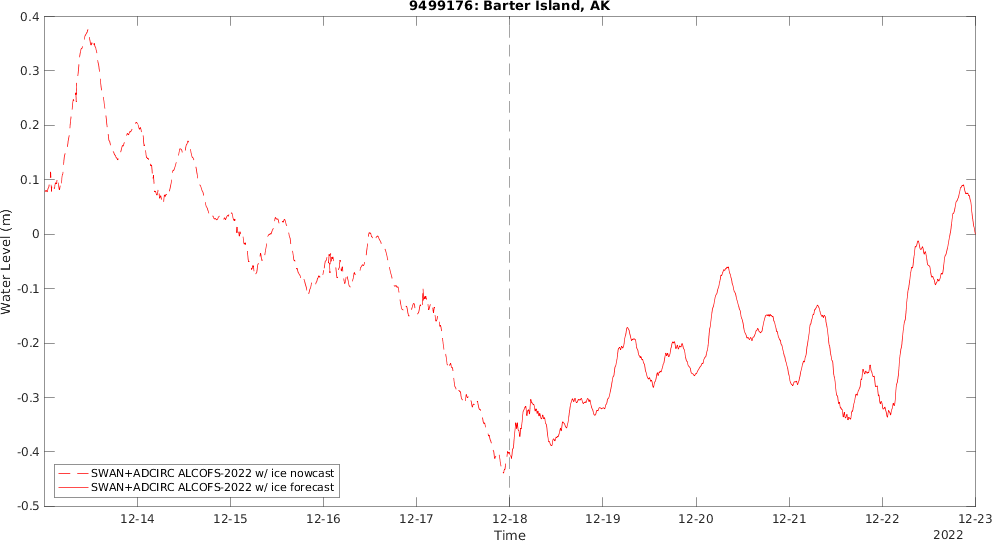 9499176: Barter Island, AK
0.4
0.3
0.2
0.1
0
-0.1
-0.2
-0.3
-0.4
-0.5
Water Level (m)
SWAN+ADCIRC ALCOFS-2022 w/ ice nowcast
SWAN+ADCIRC ALCOFS-2022 w/ ice forecast
12-14 12-15 12-16 12-17 12-18 12-19 12-20 12-21 12-22 12-23
Time
2022